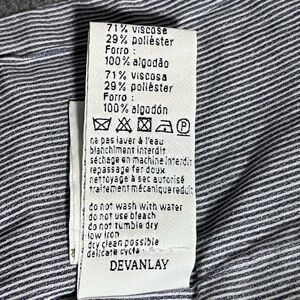 71% viscose
29% poliéster
Forro :
100% algodão
71% viscosa
29% poliéster
Forro :
100% algodón
P
na pas laver à l'eau
blanchiment interdit
séchage en machine interdit
repassage fer doux
nettoyage à sec autorisé
traitement mécanique réduit
do not wash with water
do not use bleach
do not tumble dry
low iron
dry clean possible
delicate cycle
DEVANLAY